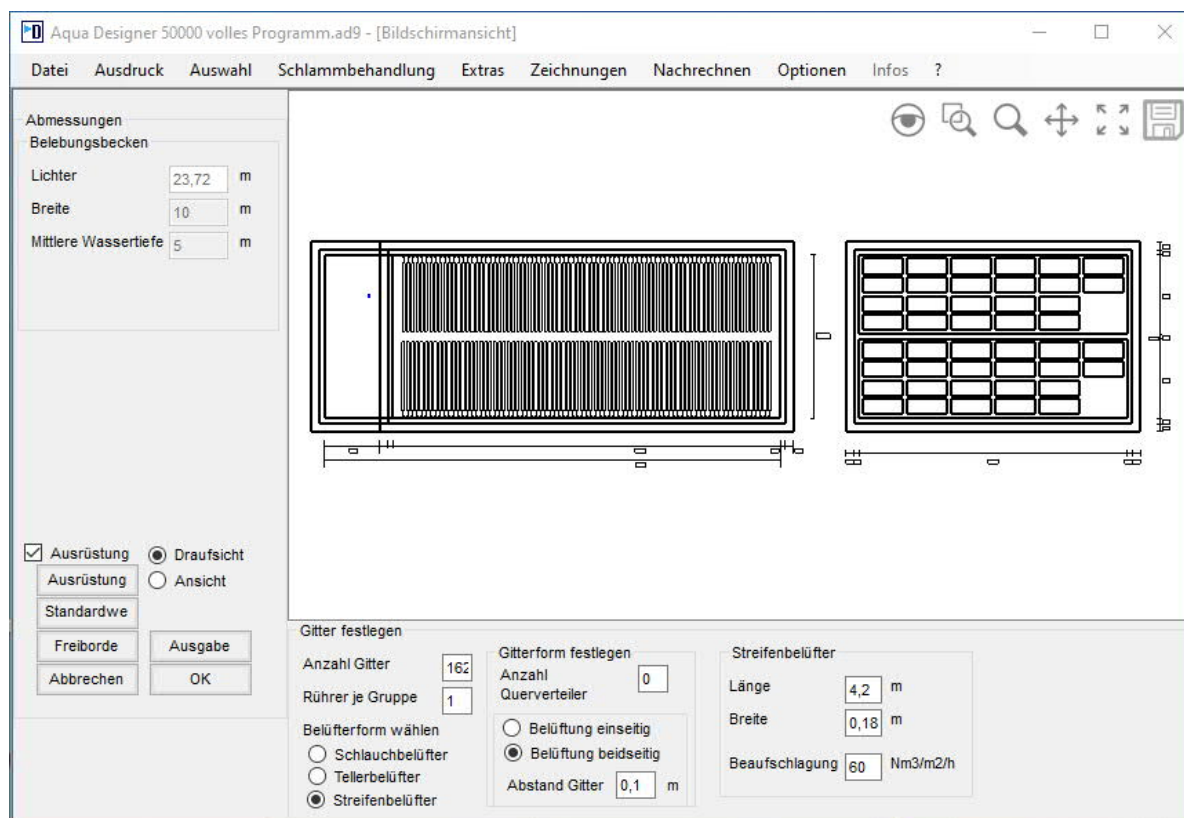 Aqua Designer 50000 volles Programm.ad9 - [Bildschirmansicht]
Datei Ausdruck Auswahl Schlammbehandlung Extras Zeichnungen Nachrechnen Optionen Infos ?
Abmessungen
Belebungsbecken
Lichter 23,72 m
Breite 10 m
Mittlere Wassertiefe 5 m
Ausrüstung Draufsicht
Ausrüstung Ansicht
Standardwe
Freiborde Ausgabe
Abbrechen OK
Gitter festlegen
Anzahl Gitter 162
Rührer je Gruppe 1
Belüfterform wählen
Schlauchbelüfter
Tellerbelüfter
Streifenbelüfter
Gitterform festlegen
Anzahl
Querverteiler 0
Belüftung einseitig
Belüftung beidseitig
Abstand Gitter 0,1 m
Streifenbelüfter
Länge 4,2 m
Breite 0,18 m
Beaufschlagung 60 Nm3/m2/h